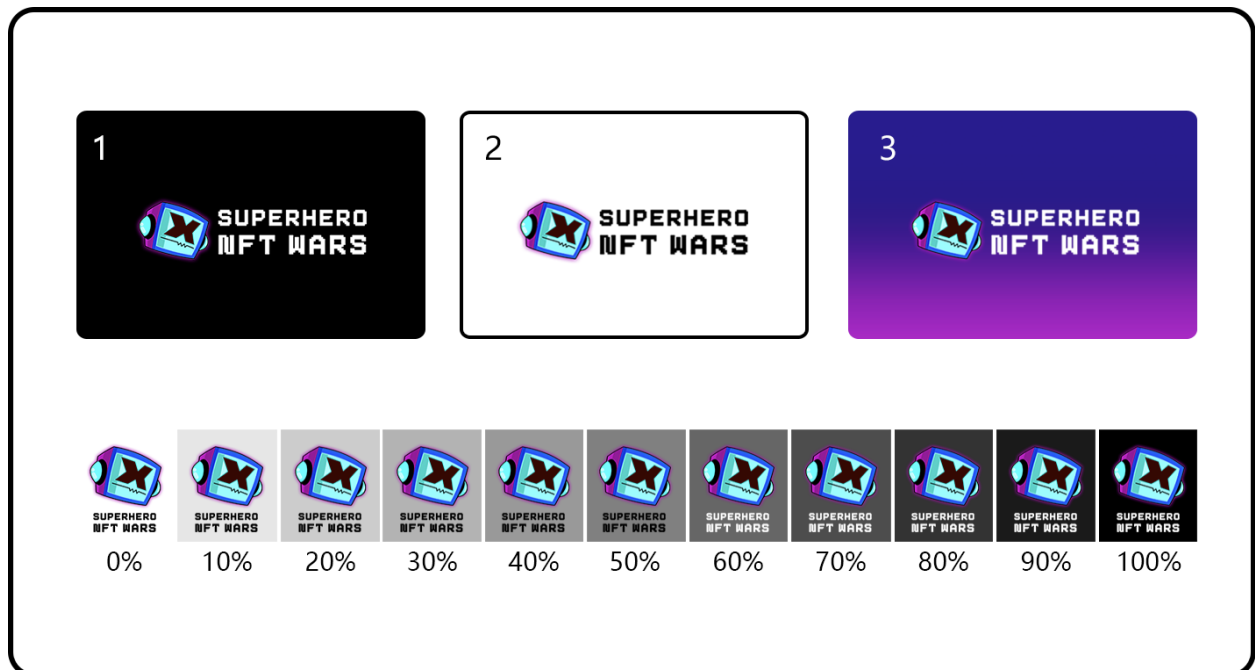 1
SUPERHERO
NFT WARS
2
SUPERHERO
NFT WARS
3
SUPERHERO
NFT WARS
X
SUPERHERO
NFT WARS
0%
X
SUPERHERO
NFT WARS
10%
X
SUPERHERO
NFT WARS
20%
X
SUPERHERO
NFT WARS
30%
X
SUPERHERO
NFT WARS
40%
X
SUPERHERO
NFT WARS
50%
X
SUPERHERO
NFT WARS
60%
X
SUPERHERO
NFT WARS
70%
X
SUPERHERO
NFT WARS
80%
X
SUPERHERO
NFT WARS
90%
X
SUPERHERO
NFT WARS
100%